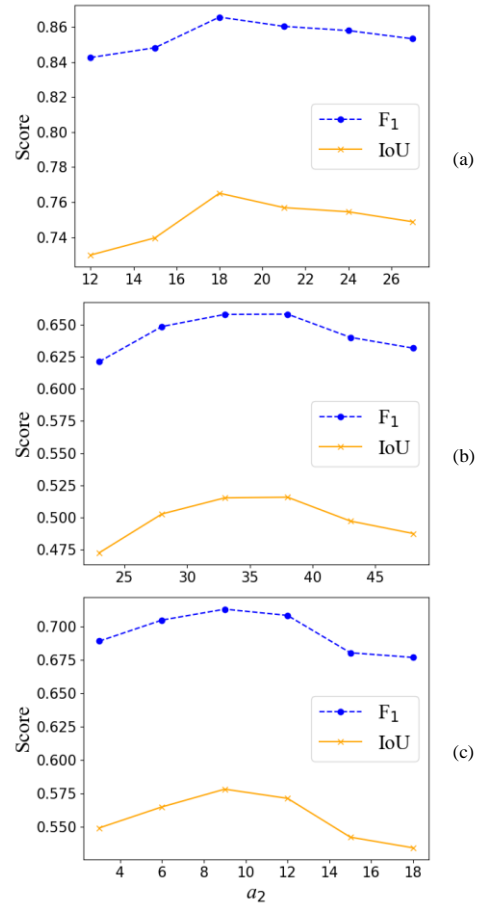 0.86
0.84
0.82
0.80
0.78
0.76
0.74
Score
F₁
IoU
(a)
12 14 16 18 20 22 24 26
0.650
0.625
0.600
0.575
0.550
0.525
0.500
0.475
Score
F₁
IoU
(b)
25 30 35 40 45
0.700
0.675
0.650
0.625
0.600
0.575
0.550
Score
F₁
IoU
(c)
4 6 8 10 12 14 16 18
a₂